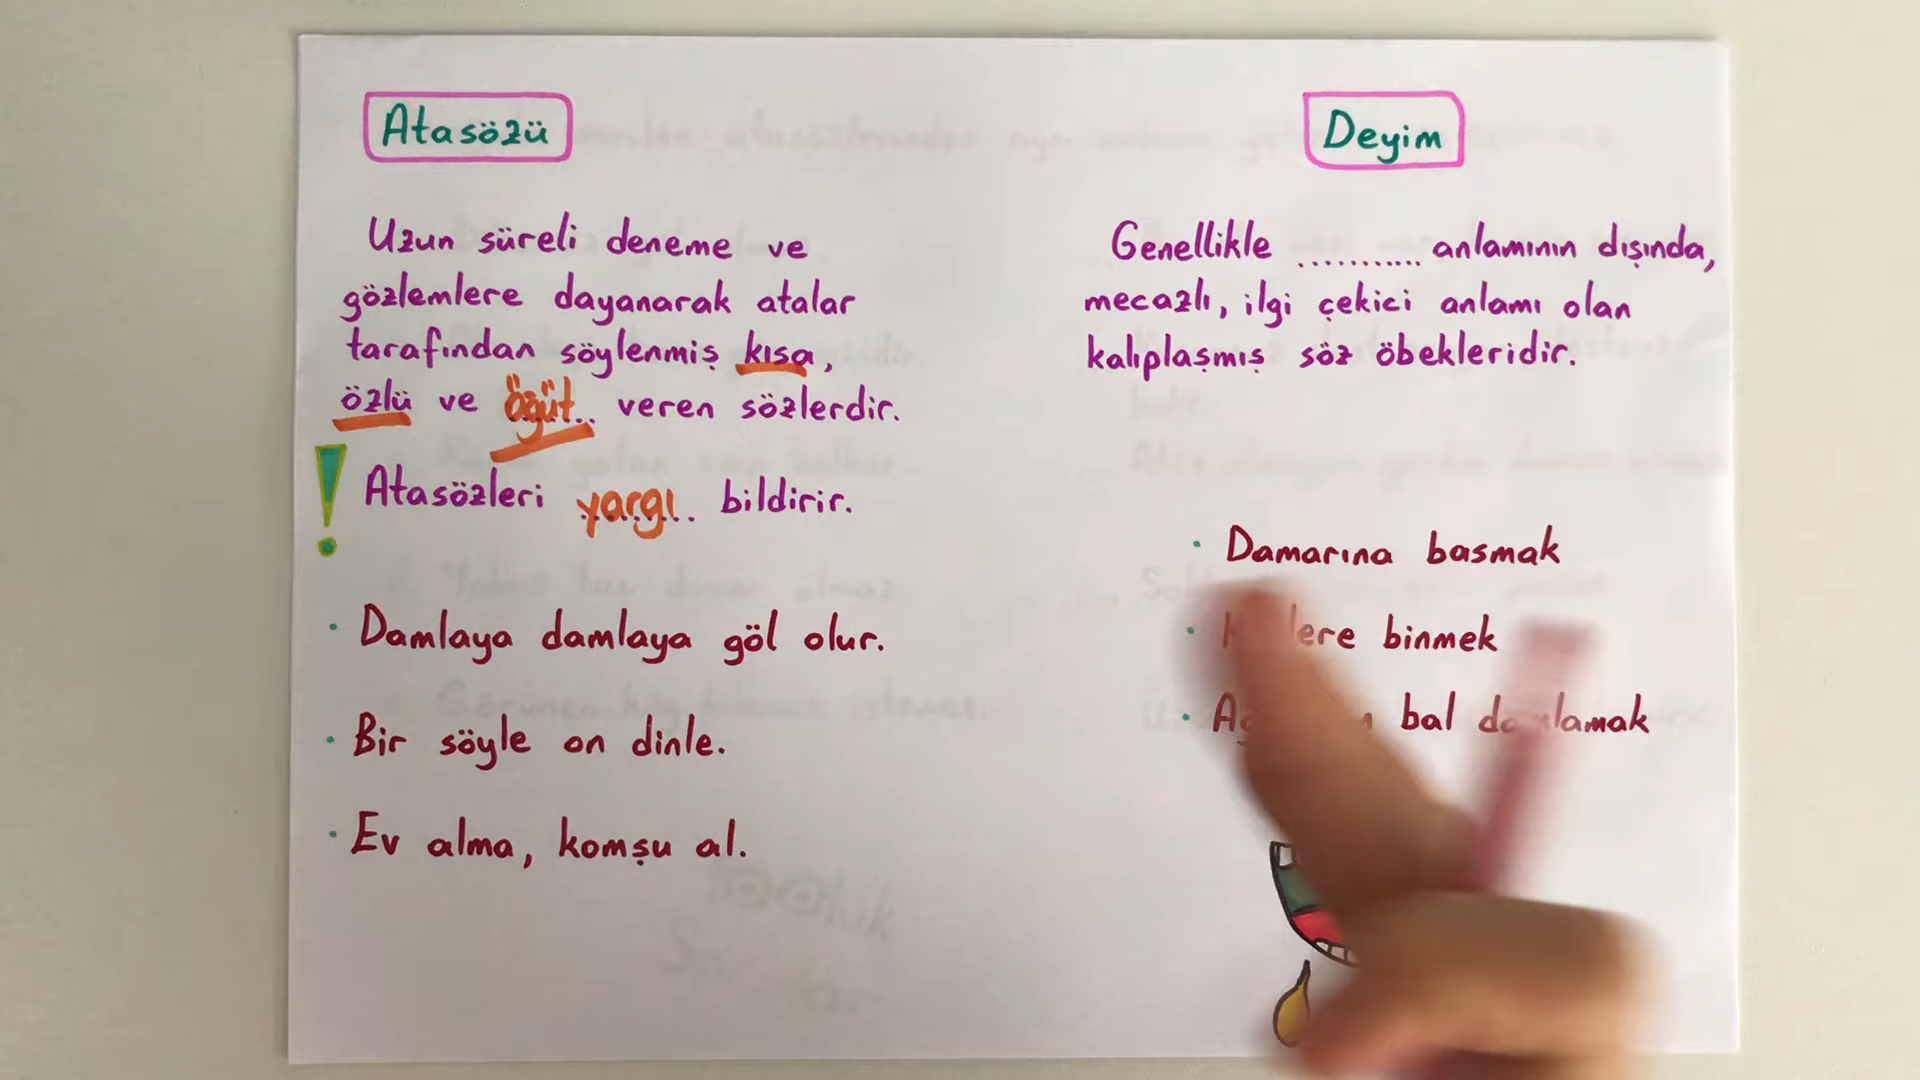 Atasözü
Uzun süreli deneme ve
gözlemlere dayanarak atalar
tarafından söylenmiş kısa,
özlü ve öğüt.. veren sözlerdir.
! Atasözleri yargı. bildirir.
· Damlaya damlaya göl olur.
· Bir söyle on dinle.
· Ev alma, komşu al.
Deyim
Genellikle ........... anlamının dışında,
mecazlı, ilgi çekici anlamı olan
kalıplaşmış söz öbekleridir.
· Damarına basmak
· binmek
· bal damlamak